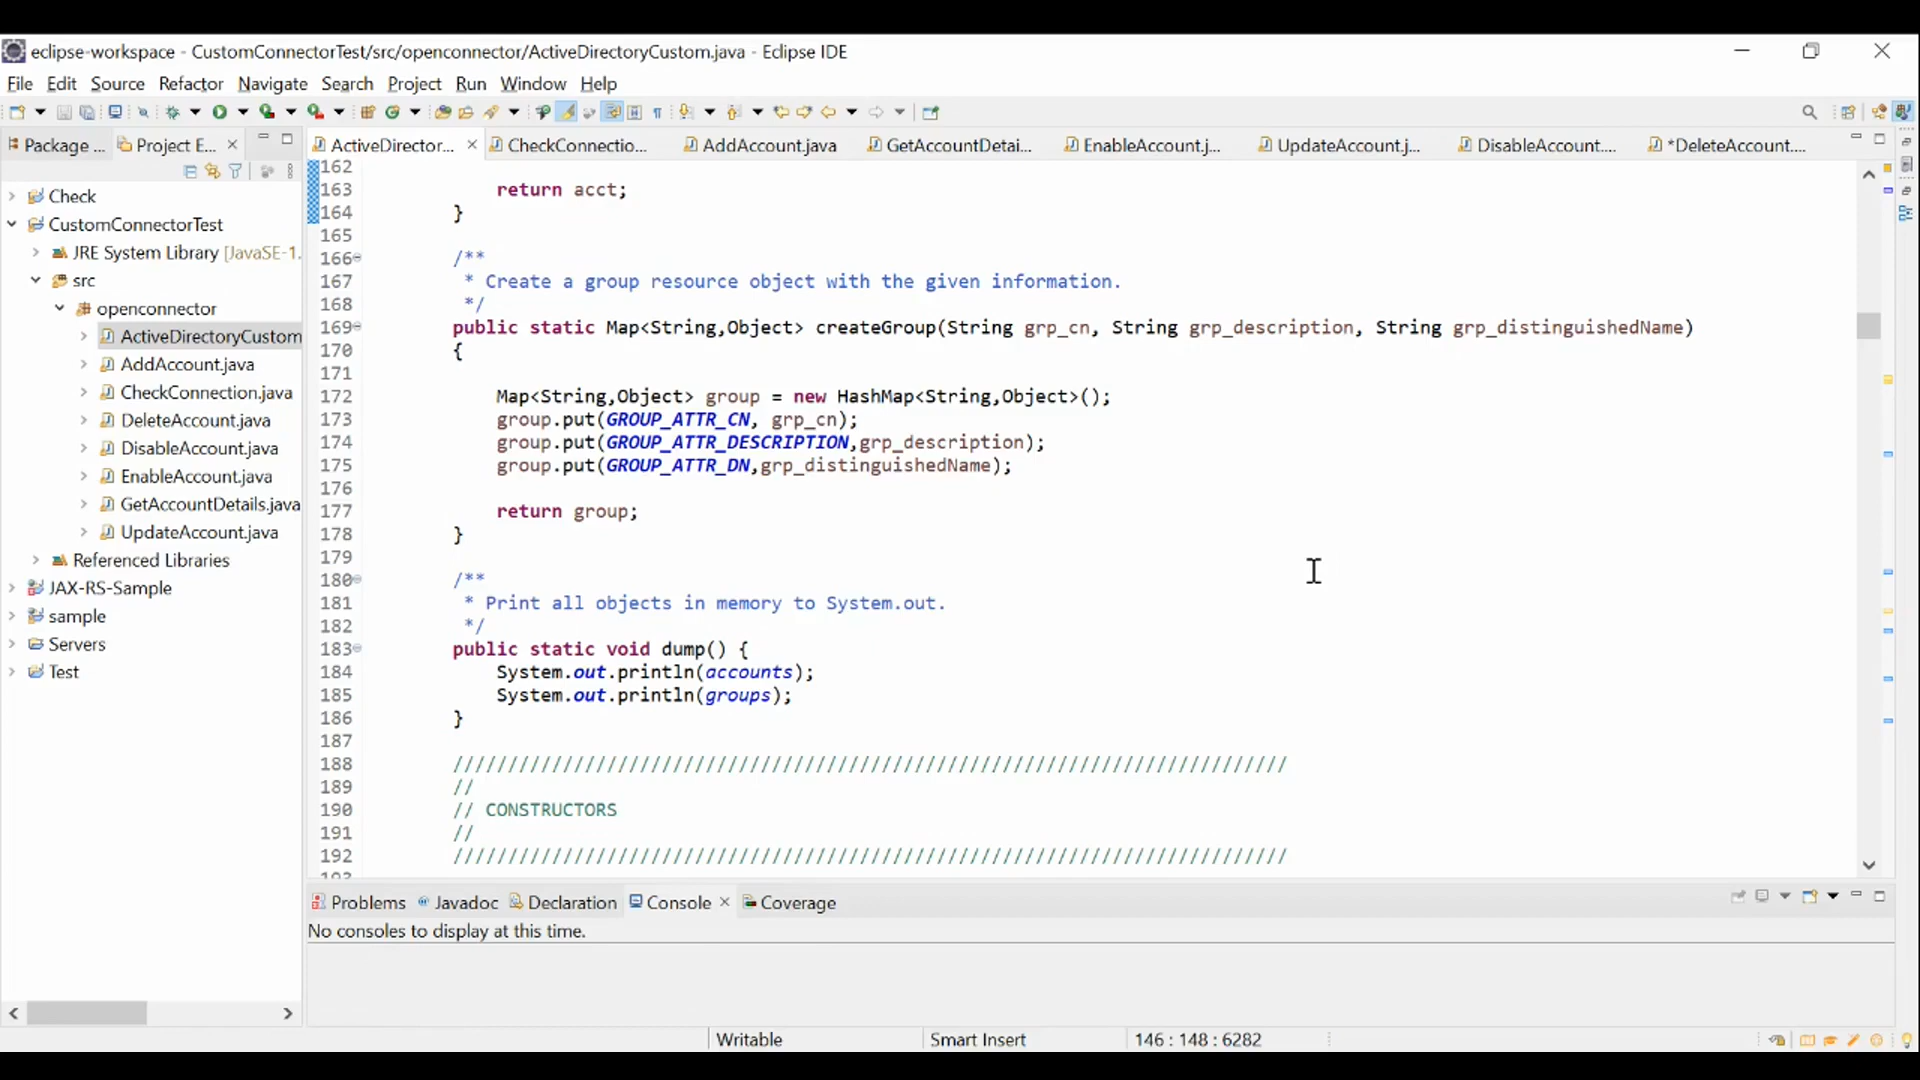 eclipse-workspace - CustomConnectorTest/src/openconnector/ActiveDirectoryCustom.java - Eclipse IDE
File Edit Source Refactor Navigate Search Project Run Window Help
Package ... Project E...
ActiveDirector... CheckConnectio... AddAccount.java GetAccountDetai... EnableAccount.j... UpdateAccount.j... DisableAccount.... *DeleteAccount....
Check
CustomConnectorTest
JRE System Library [JavaSE-1.
src
openconnector
ActiveDirectoryCustom
AddAccount.java
CheckConnection.java
DeleteAccount.java
DisableAccount.java
EnableAccount.java
GetAccountDetails.java
UpdateAccount.java
Referenced Libraries
JAX-RS-Sample
sample
Servers
Test
162
163 return acct;
164 }
165
166 /**
167 * Create a group resource object with the given information.
168 */
169 public static Map<String,Object> createGroup(String grp_cn, String grp_description, String grp_distinguishedName)
170 {
171
172 Map<String,Object> group = new HashMap<String,Object>();
173 group.put(GROUP_ATTR_CN, grp_cn);
174 group.put(GROUP_ATTR_DESCRIPTION,grp_description);
175 group.put(GROUP_ATTR_DN,grp_distinguishedName);
176
177 return group;
178 }
179
180 /**
181 * Print all objects in memory to System.out.
182 */
183 public static void dump() {
184 System.out.println(accounts);
185 System.out.println(groups);
186 }
187
188 ////////////////////////////////////////////////////////////////////////////
189 //
190 // CONSTRUCTORS
191 //
192 ////////////////////////////////////////////////////////////////////////////
193
Problems Javadoc Declaration Console Coverage
No consoles to display at this time.
Writable Smart Insert 146 : 148 : 6282